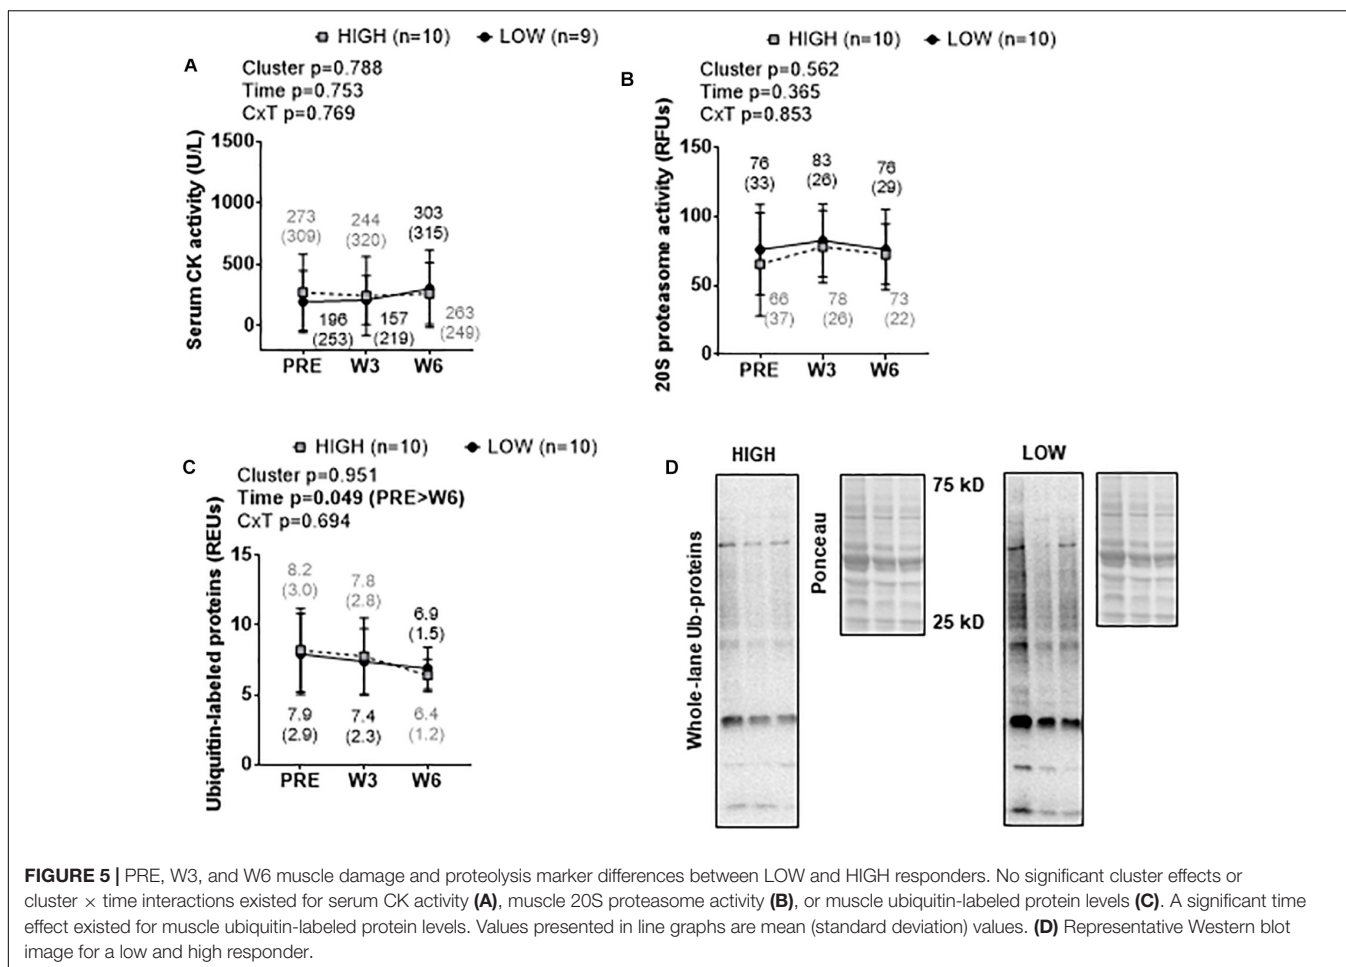 HIGH (n=10) LOW (n=9)
A
Cluster p=0.788
Time p=0.753
CxT p=0.769
Serum CK activity (U/L)
1500
1000
500
0
273
(309)
244
(320)
303
(315)
196
(253)
157
(219)
263
(249)
PRE W3 W6
HIGH (n=10) LOW (n=10)
B
Cluster p=0.562
Time p=0.365
CxT p=0.853
20S proteasome activity (RFUs)
150
100
50
0
76
(33)
83
(26)
76
(29)
66
(37)
78
(26)
73
(22)
PRE W3 W6
HIGH (n=10) LOW (n=10)
C
Cluster p=0.951
Time p=0.049 (PRE>W6)
CxT p=0.694
Ubiquitin-labeled proteins (REUs)
15
10
5
0
8.2
(3.0)
7.8
(2.8)
6.9
(1.5)
7.9
(2.9)
7.4
(2.3)
6.4
(1.2)
PRE W3 W6
D
HIGH
LOW
Whole-lane Ub-proteins
Ponceau
75 kD
25 kD
FIGURE 5 | PRE, W3, and W6 muscle damage and proteolysis marker differences between LOW and HIGH responders. No significant cluster effects or
cluster × time interactions existed for serum CK activity (A), muscle 20S proteasome activity (B), or muscle ubiquitin-labeled protein levels (C). A significant time
effect existed for muscle ubiquitin-labeled protein levels. Values presented in line graphs are mean (standard deviation) values. (D) Representative Western blot
image for a low and high responder.